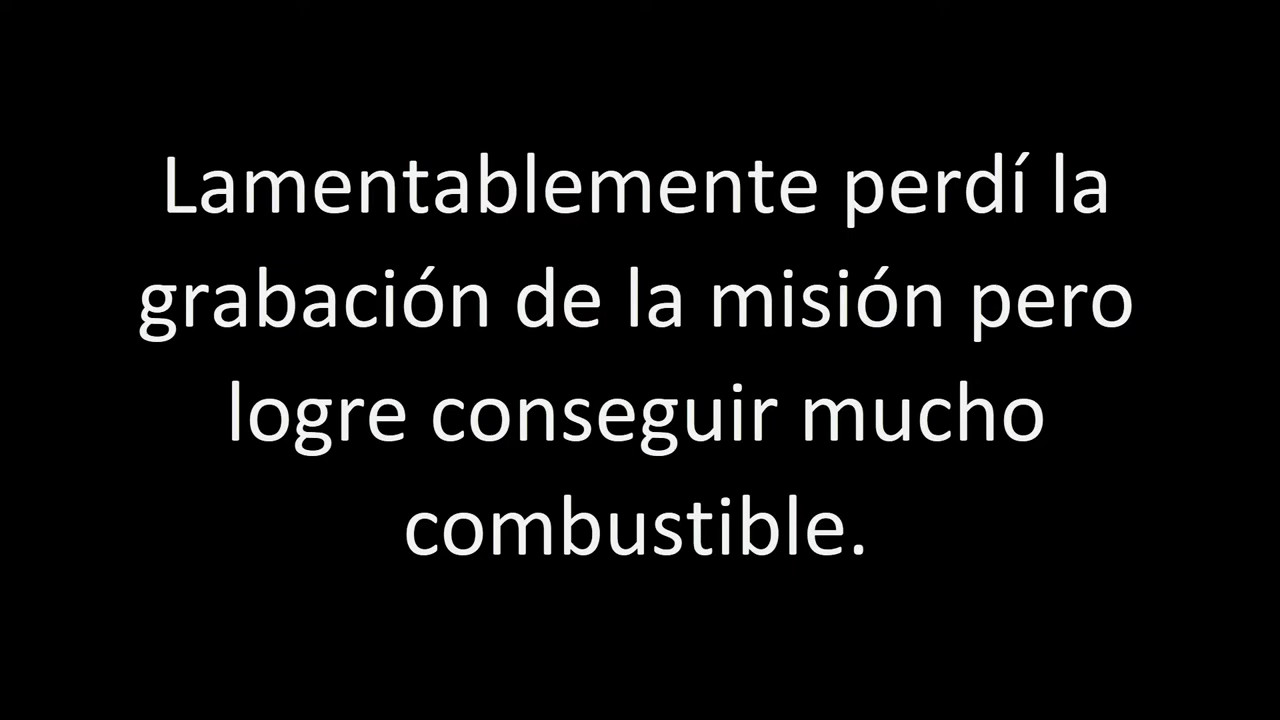 Lamentablemente perdí la
grabación de la misión pero
logre conseguir mucho
combustible.